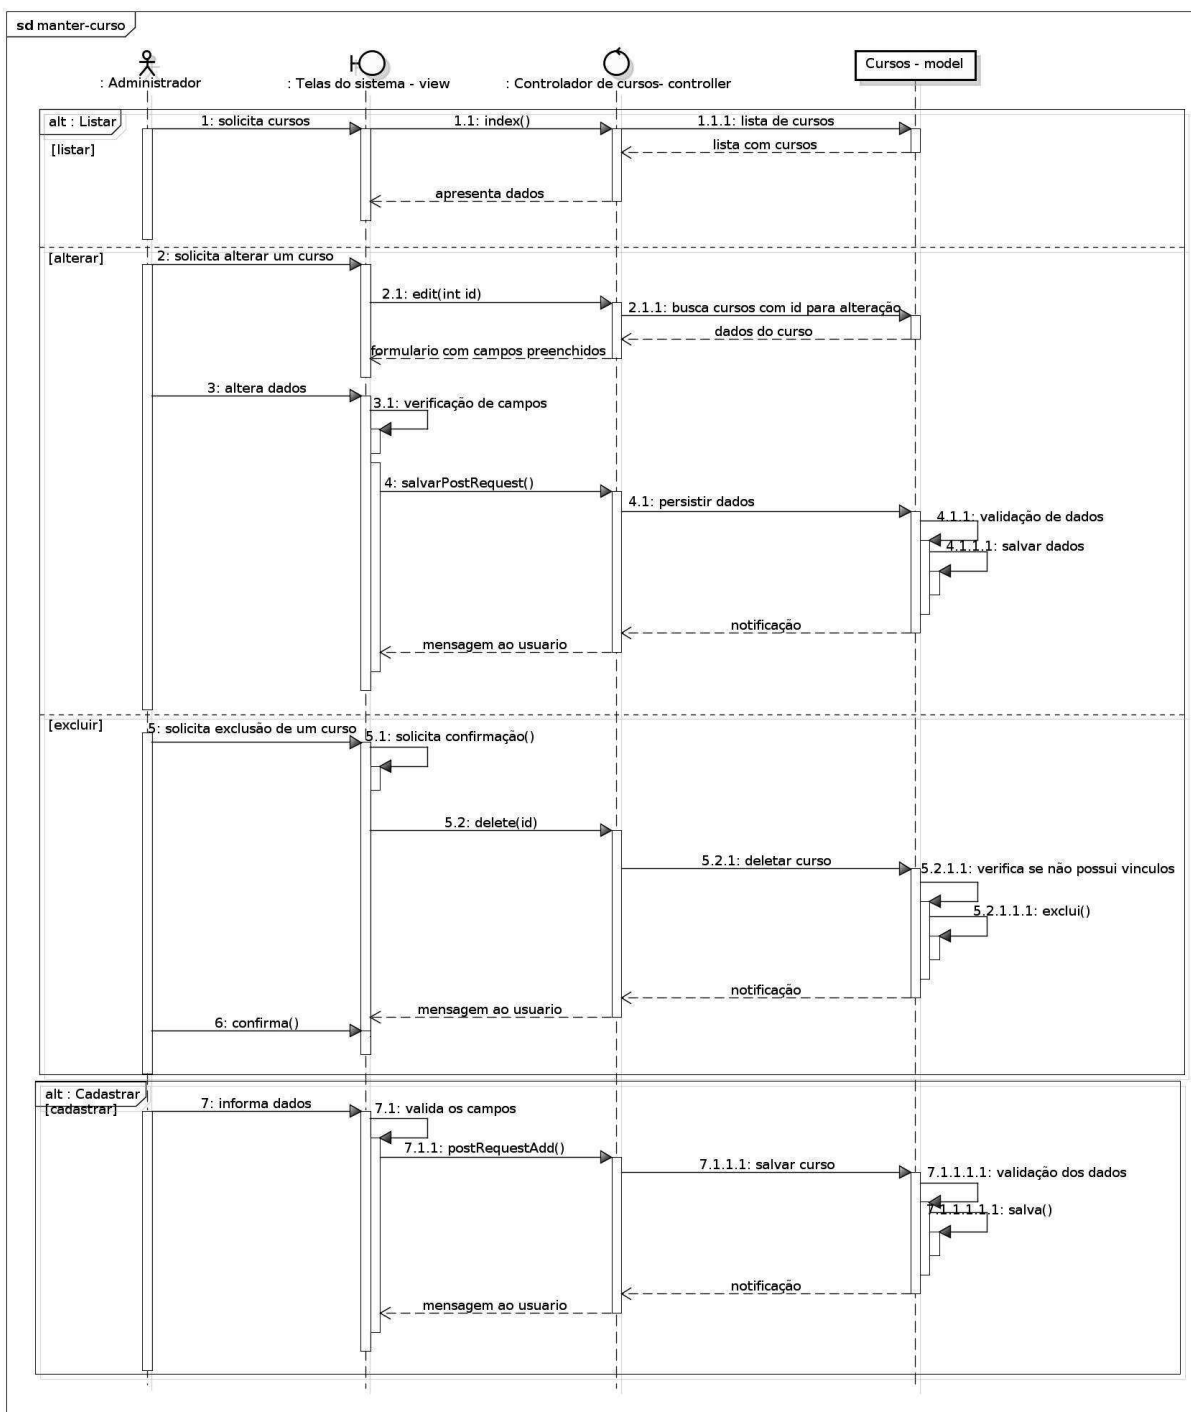 sd manter-curso
: Administrador
: Telas do sistema - view
: Controlador de cursos- controller
Cursos - model
alt : Listar
[listar]
1: solicita cursos
1.1: index()
1.1.1: lista de cursos
lista com cursos
apresenta dados
[alterar]
2: solicita alterar um curso
2.1: edit(int id)
2.1.1: busca cursos com id para alteração
dados do curso
formulario com campos preenchidos
3: altera dados
3.1: verificação de campos
4: salvarPostRequest()
4.1: persistir dados
4.1.1: validação de dados
4.1.1.1: salvar dados
notificação
mensagem ao usuario
[excluir]
5: solicita exclusão de um curso
5.1: solicita confirmação()
5.2: delete(id)
5.2.1: deletar curso
5.2.1.1: verifica se não possui vinculos
5.2.1.1.1: exclui()
notificação
mensagem ao usuario
6: confirma()
alt : Cadastrar
[cadastrar]
7: informa dados
7.1: valida os campos
7.1.1: postRequestAdd()
7.1.1.1: salvar curso
7.1.1.1.1: validação dos dados
7.1.1.1.1.1: salva()
notificação
mensagem ao usuario